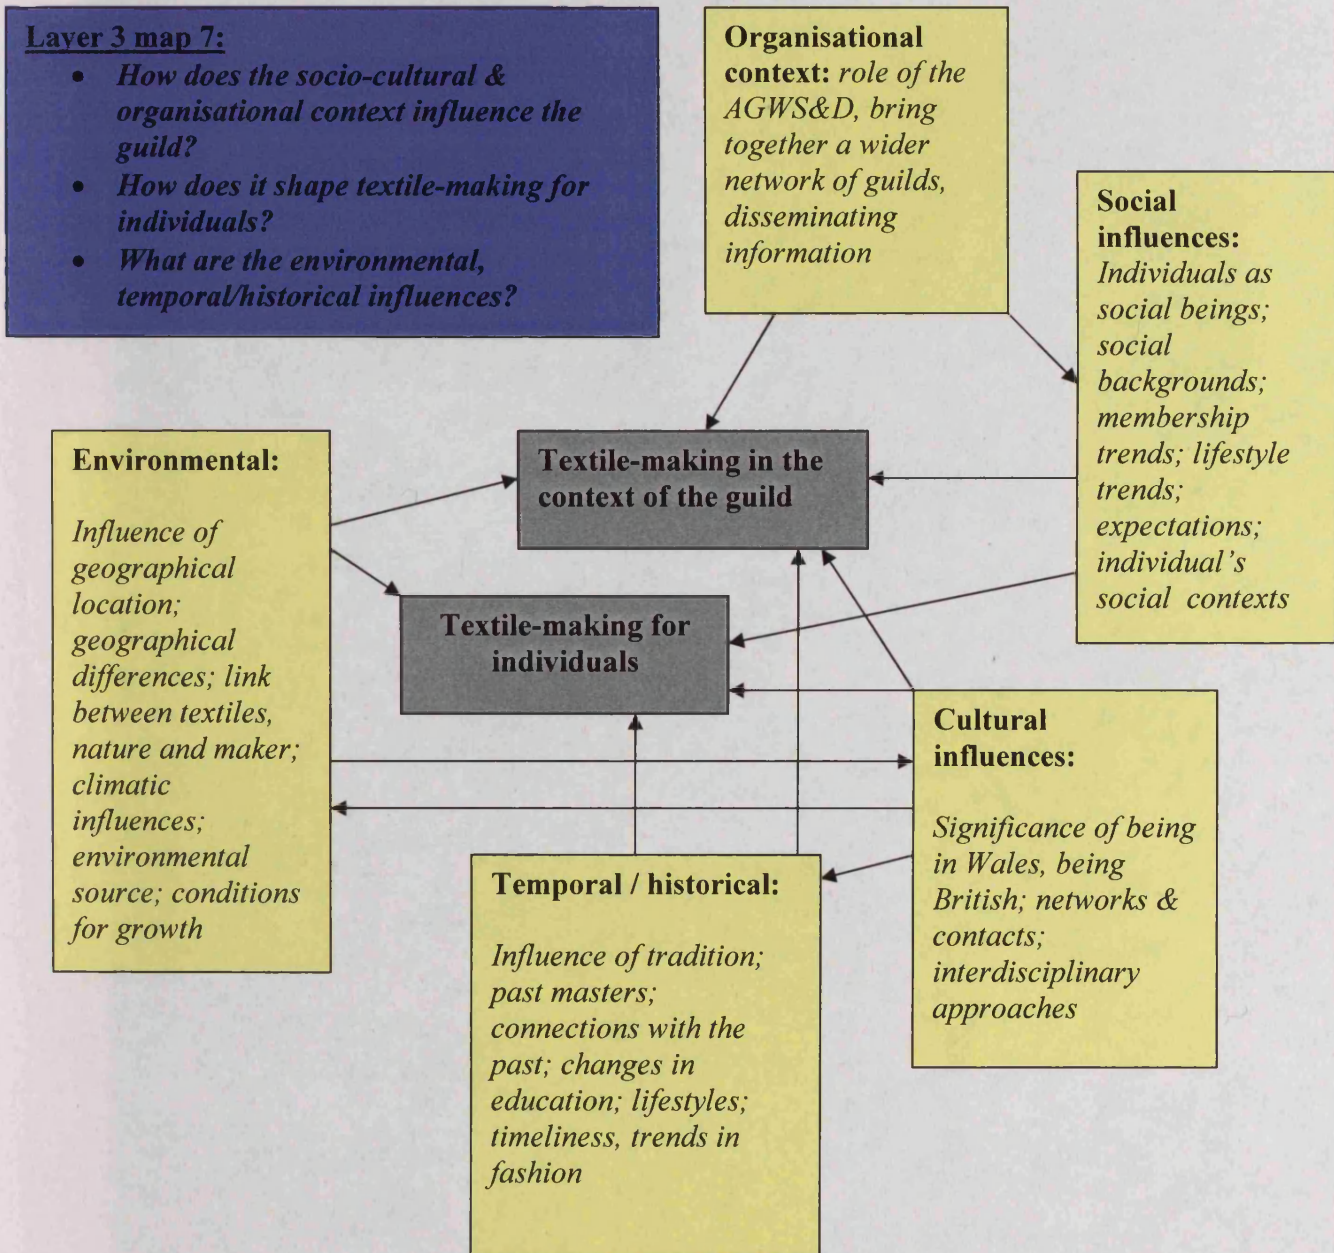 Layer 3 map 7:
• How does the socio-cultural &
organisational context influence the
guild?
• How does it shape textile-making for
individuals?
• What are the environmental,
temporal/historical influences?
Organisational
context: role of the
AGWS&D, bring
together a wider
network of guilds,
disseminating
information
Social
influences:
Individuals as
social beings;
social
backgrounds;
membership
trends; lifestyle
trends;
expectations;
individual's
social contexts
Environmental:
Influence of
geographical
location;
geographical
differences; link
between textiles,
nature and maker;
climatic
influences;
environmental
source; conditions
for growth
Textile-making in the
context of the guild
Textile-making for
individuals
Cultural
influences:
Significance of being
in Wales, being
British; networks &
contacts;
interdisciplinary
approaches
Temporal / historical:
Influence of tradition;
past masters;
connections with the
past; changes in
education; lifestyles;
timeliness, trends in
fashion